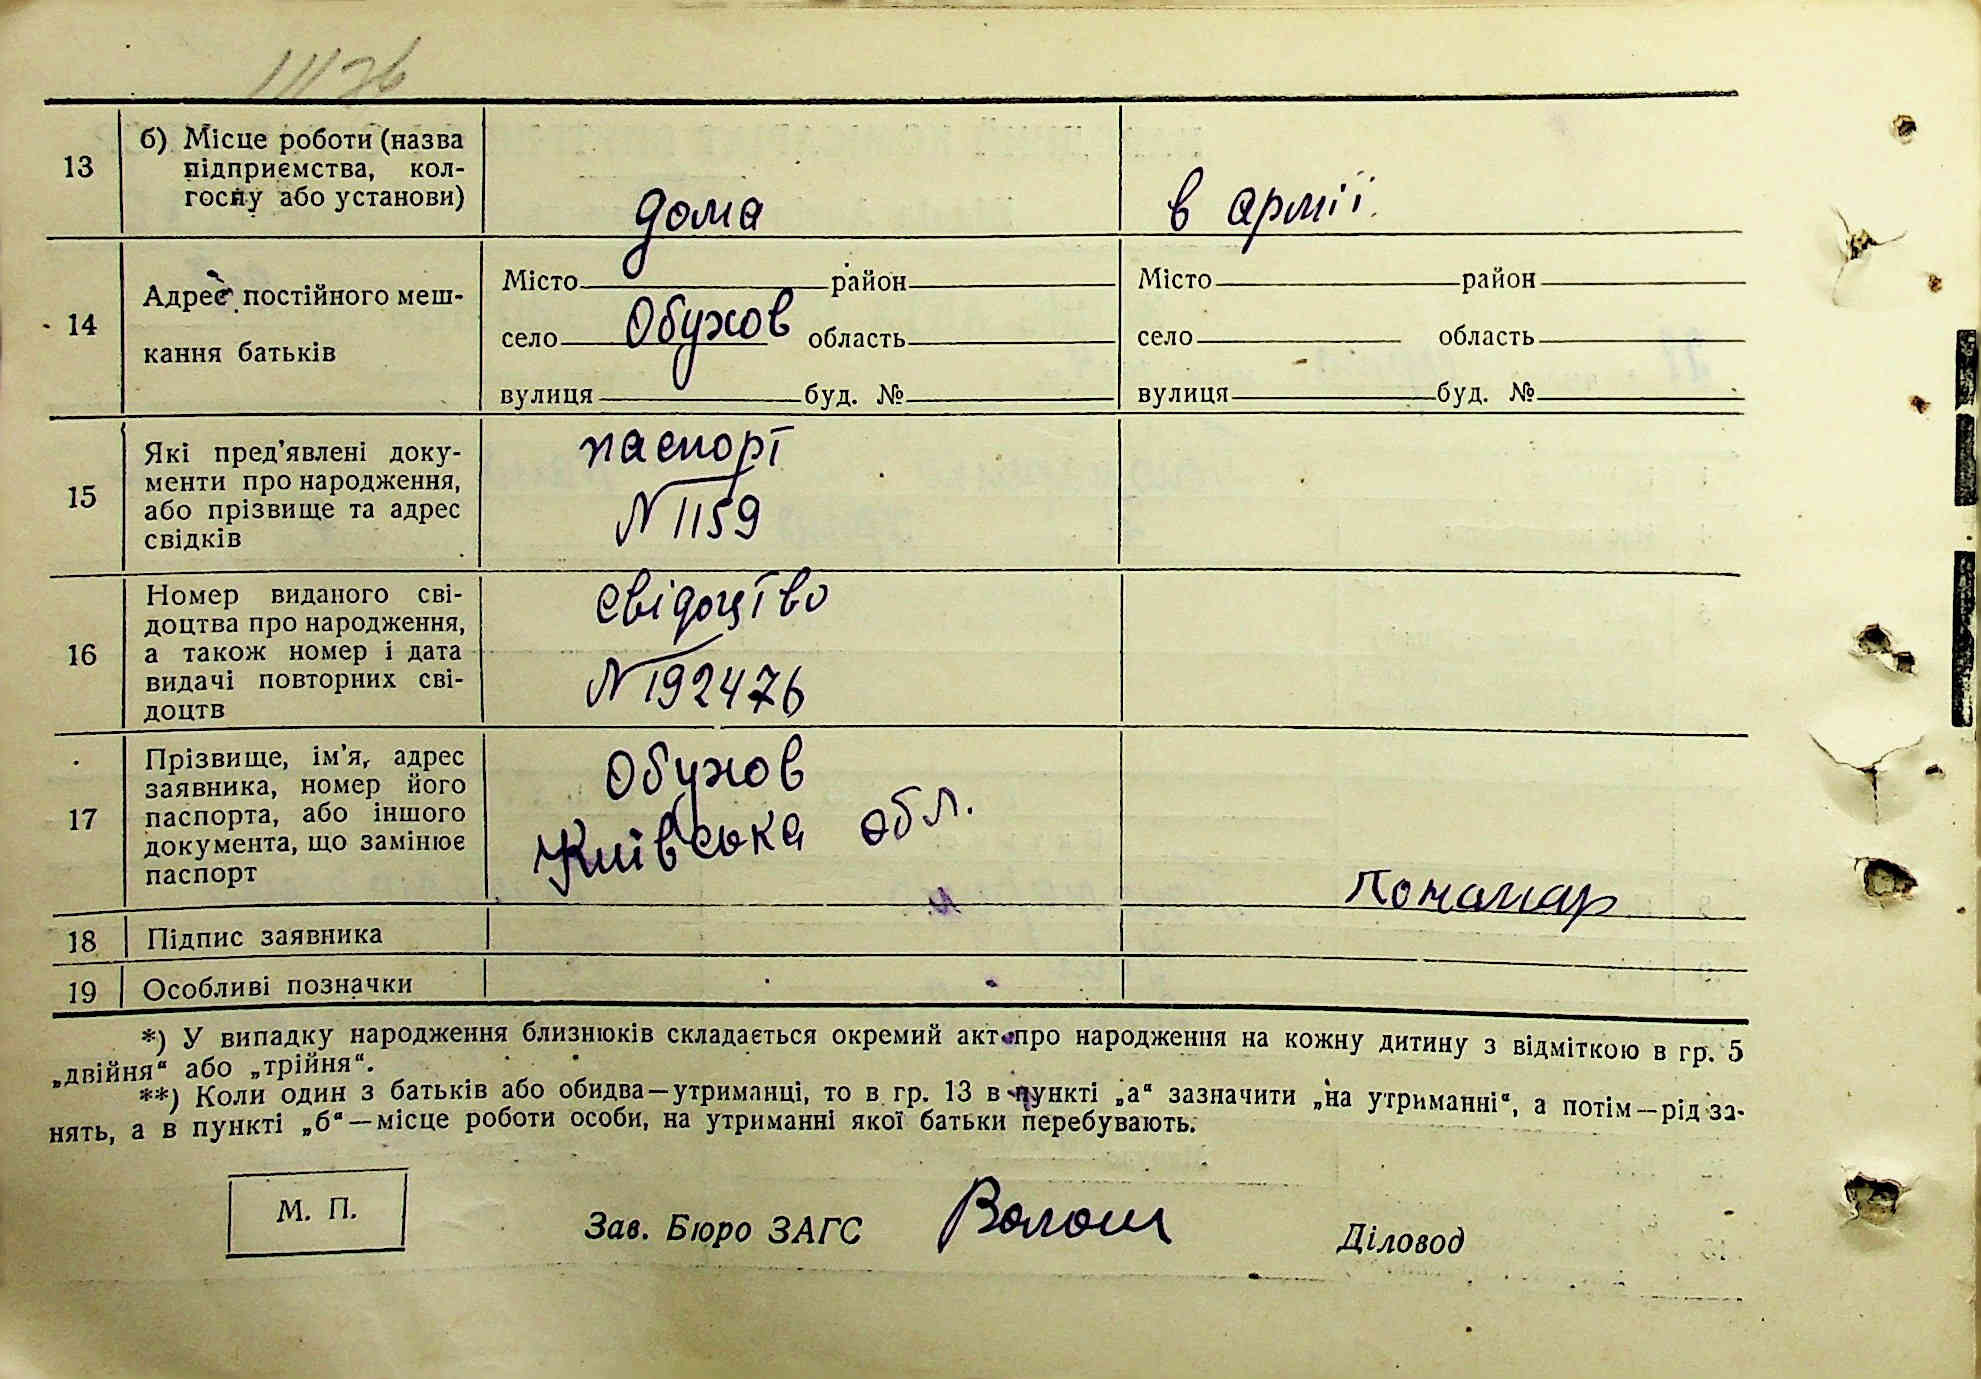 13
б) Місце роботи (назва
підприємства, кол-
госпу або установи)
дома
в армії.
14
Адрес постійного меш-
кання батьків
Місто район
село Обухов область
вулиця буд. №
Місто район
село область
вулиця буд. №
15
Які пред'явлені доку-
менти про народження,
або прізвище та адрес
свідків
паспорт
N 1159
16
Номер виданого сві-
доцтва про народження,
а також номер і дата
видачі повторних сві-
доцтв
свідоцтво
N 192476
17
Прізвище, ім'я, адрес
заявника, номер його
паспорта, або іншого
документа, що замінює
паспорт
Обухов
Київська обл.
18
Підпис заявника
19
Особливі позначки
*) У випадку народження близнюків складається окремий акт про народження на кожну дитину з відміткою в гр. 5
„двійня“ або „трійня“.
**) Коли один з батьків або обидва—утриманці, то в гр. 13 в пункті „а“ зазначити „на утриманні“, а потім—рід за-
нять, а в пункті „б“—місце роботи особи, на утриманні якої батьки перебувають.
М. П.
Зав. Бюро ЗАГС Волош
Діловод